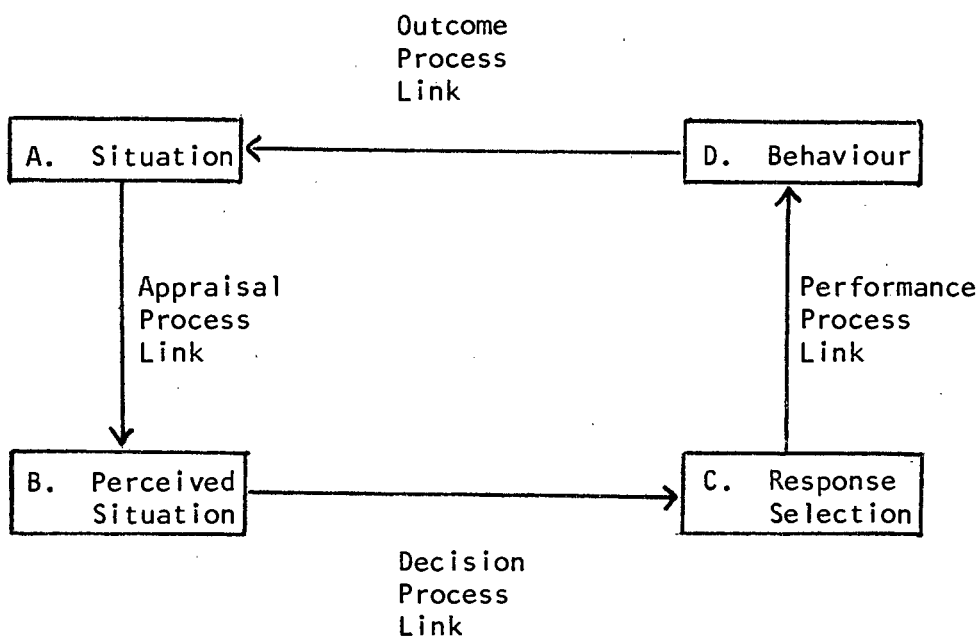 Outcome
Process
Link
A. Situation
D. Behaviour
Appraisal
Process
Link
Performance
Process
Link
B. Perceived
Situation
C. Response
Selection
Decision
Process
Link